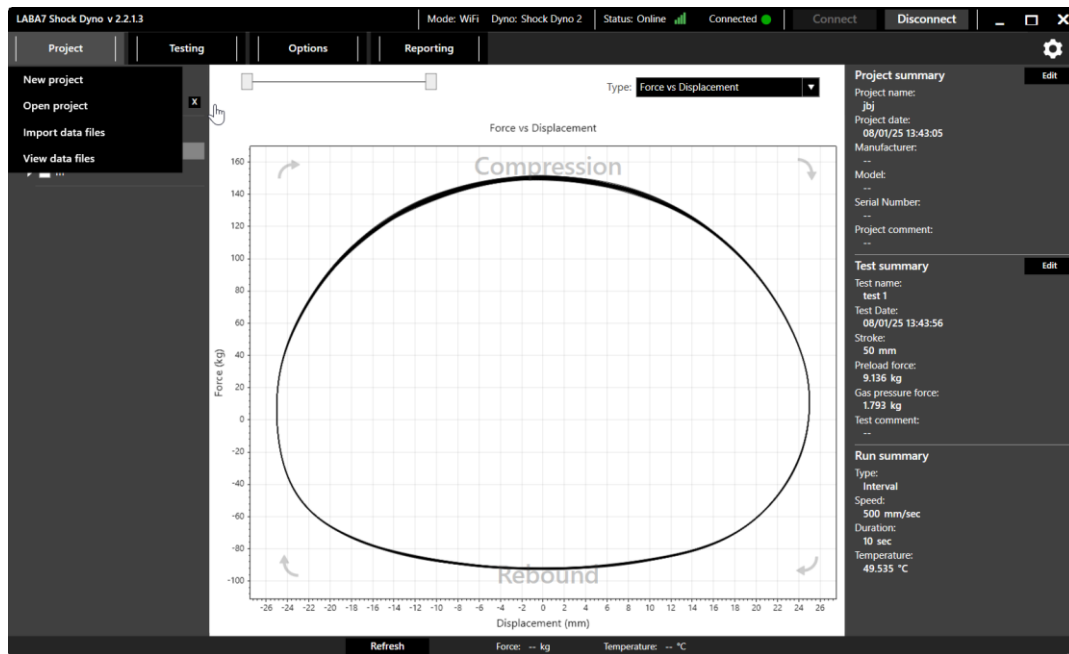 LABA7 Shock Dyno v 2.2.1.3
Mode: WiFi Dyno: Shock Dyno 2 Status: Online Connected Connect Disconnect
Project Testing Options Reporting
New project
Open project
Import data files
View data files
X
Type: Force vs Displacement
Force vs Displacement
Compression
Rebound
160
140
120
100
80
60
40
20
0
-20
-40
-60
-80
-100
Force (kg)
-26 -24 -22 -20 -18 -16 -14 -12 -10 -8 -6 -4 -2 0 2 4 6 8 10 12 14 16 18 20 22 24 26
Displacement (mm)
Project summary Edit
Project name:
jbj
Project date:
08/01/25 13:43:05
Manufacturer:
--
Model:
--
Serial Number:
--
Project comment:
--
Test summary Edit
Test name:
test 1
Test Date:
08/01/25 13:43:56
Stroke:
50 mm
Preload force:
9.136 kg
Gas pressure force:
1.793 kg
Test comment:
--
Run summary
Type:
Interval
Speed:
500 mm/sec
Duration:
10 sec
Temperature:
49.535 °C
Refresh Force: -- kg Temperature: -- °C